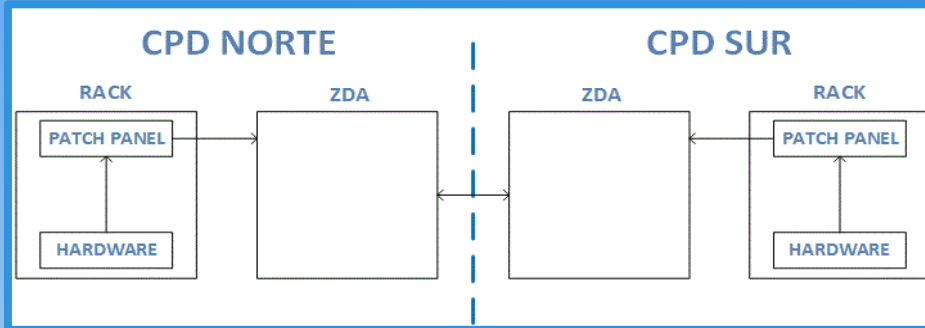 CPD NORTE
CPD SUR
RACK
ZDA
ZDA
RACK
PATCH PANEL
PATCH PANEL
HARDWARE
HARDWARE